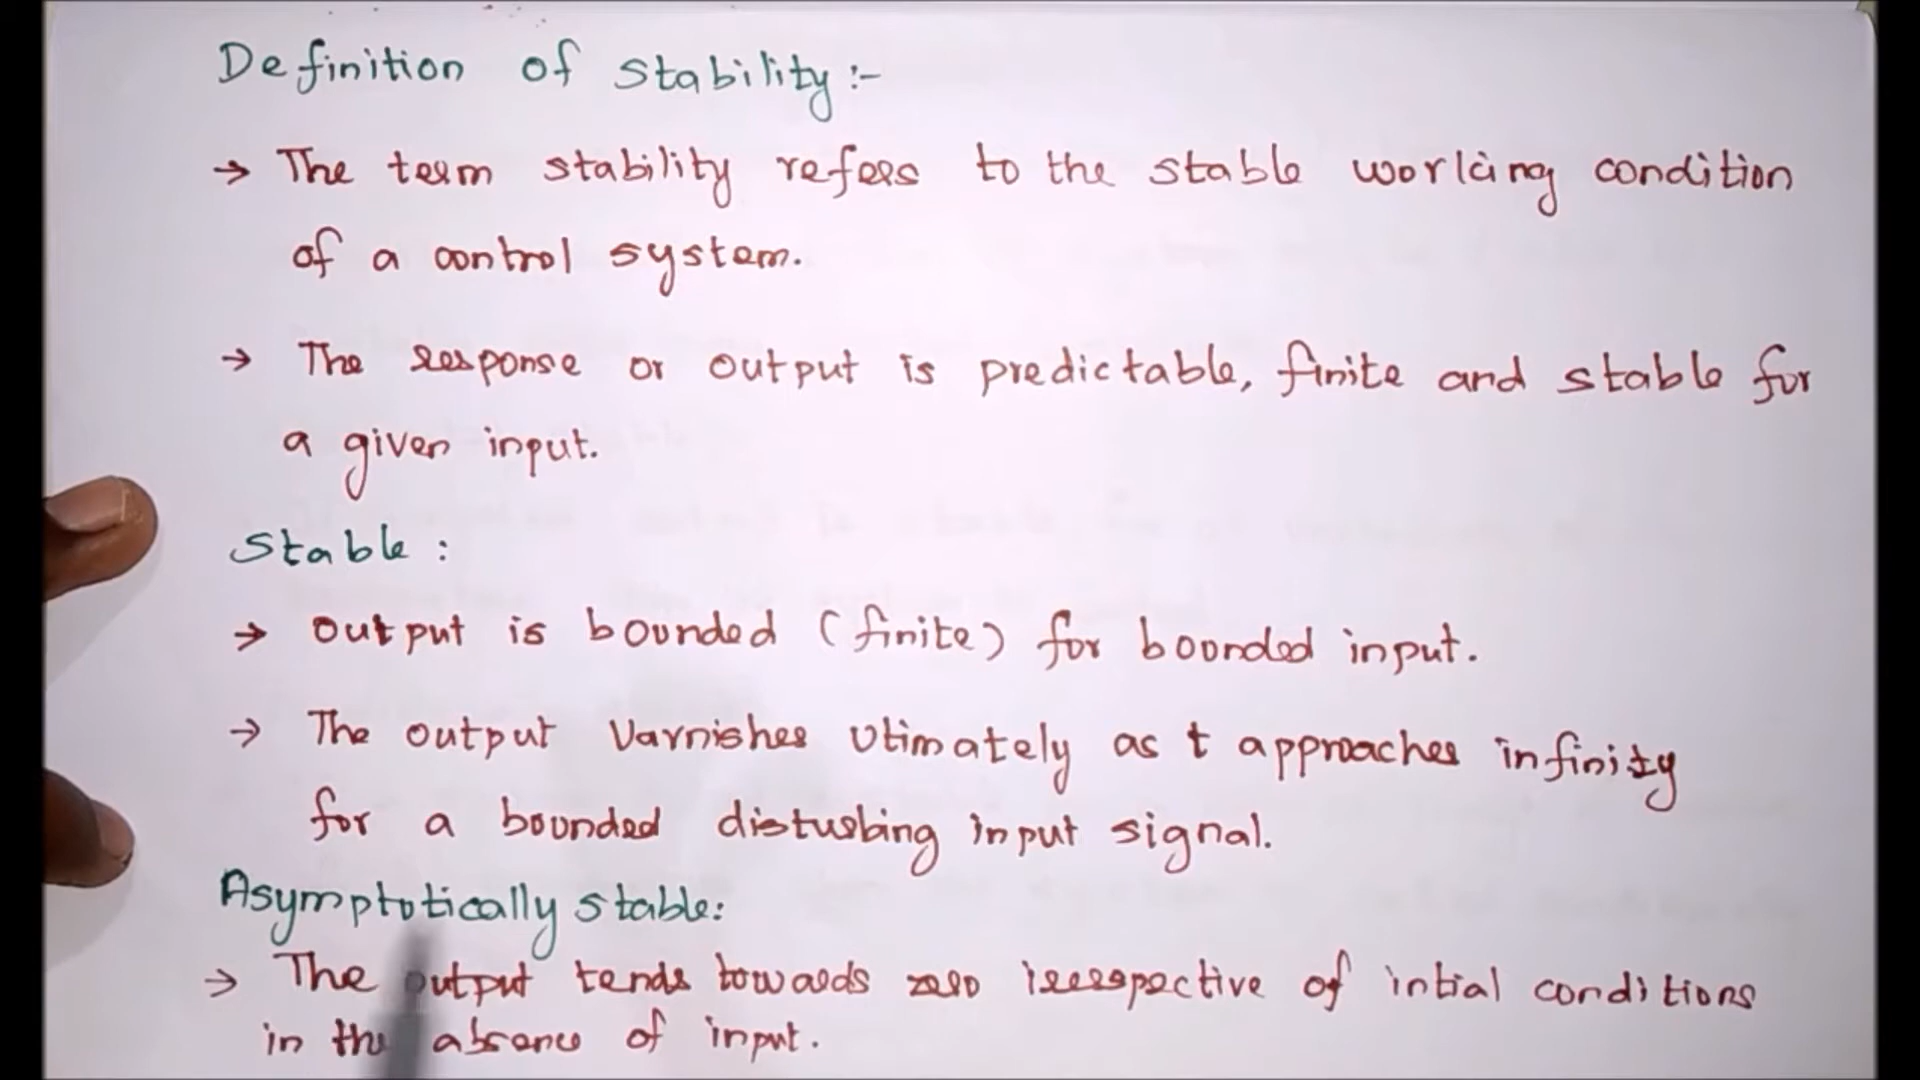 Definition of stability :-
→ The term stability refers to the stable working condition
of a control system.
→ The response or output is predictable, finite and stable for
a given input.
Stable :
→ output is bounded (finite) for bounded input.
→ The output Varnishes Utimately as t approaches infinity
for a bounded disturbing input signal.
Asymptotically stable:
→ The output tends towards zero irrespective of intial conditions
in the absence of input.